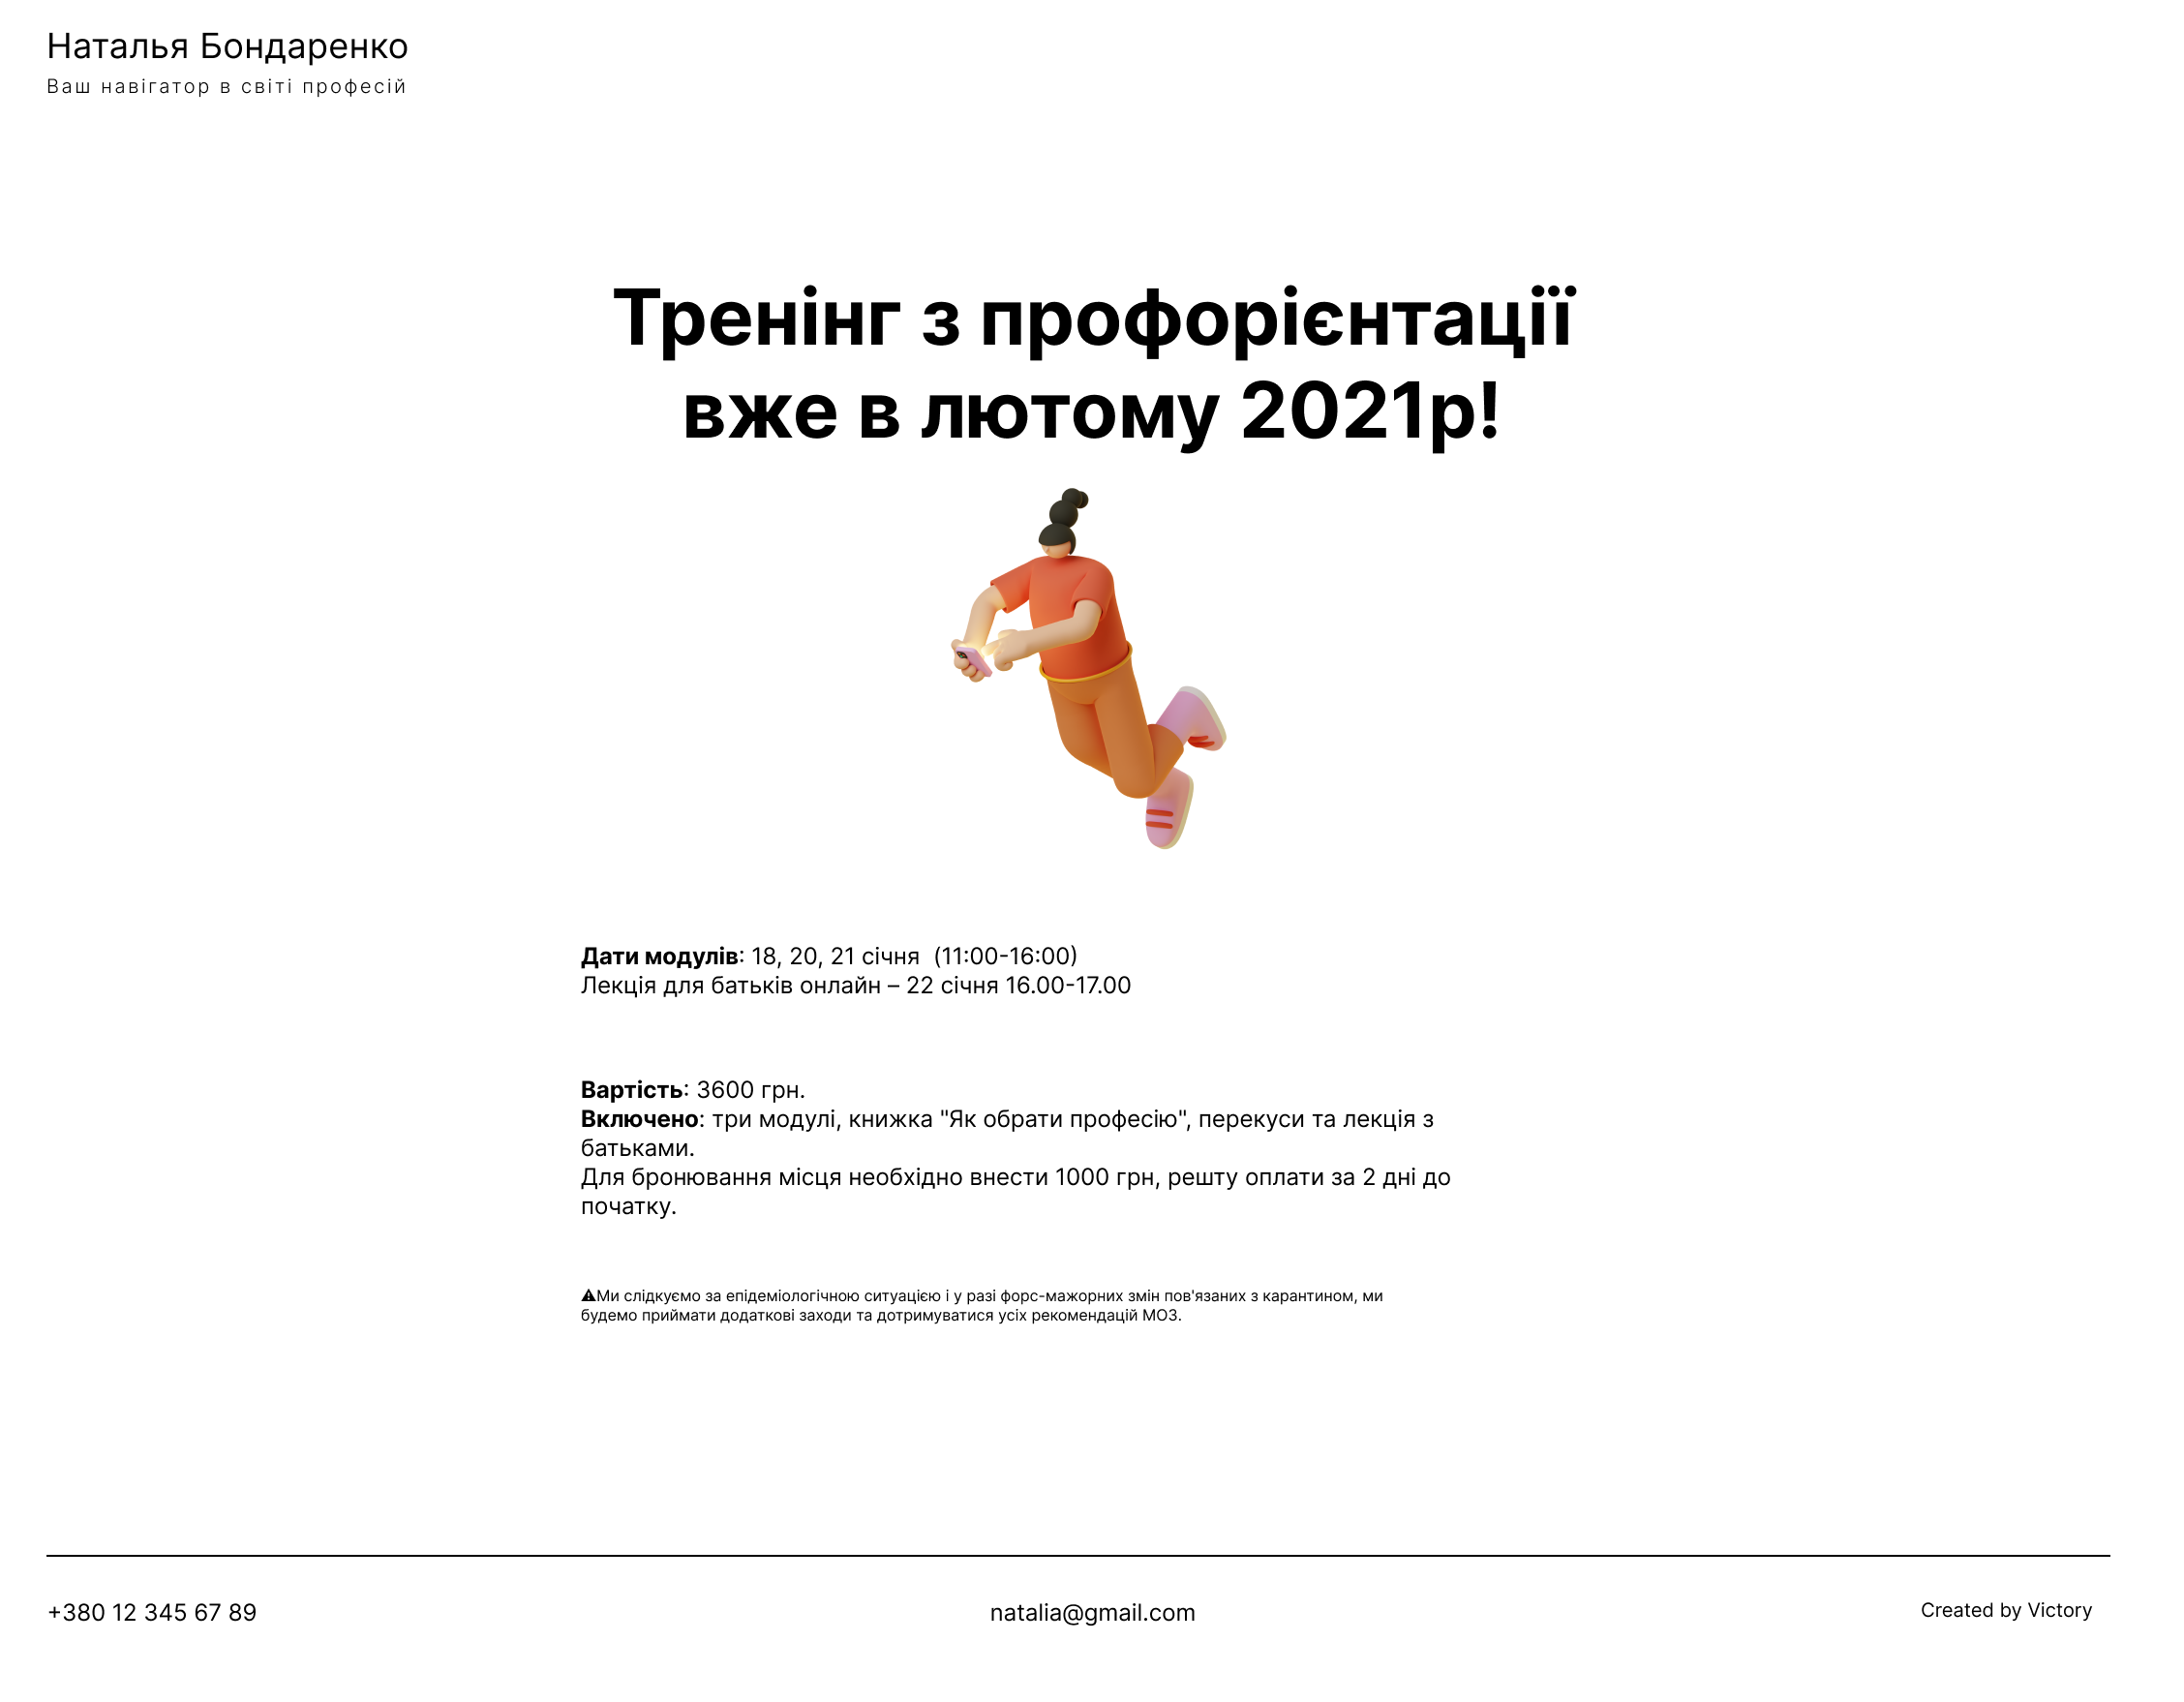 Наталья Бондаренко
Ваш навігатор в світі професій
Тренінг з профорієнтації
вже в лютому 2021р!
Дати модулів: 18, 20, 21 січня  (11:00-16:00)
Лекція для батьків онлайн – 22 січня 16.00-17.00
Вартість: 3600 грн.
Включено: три модулі, книжка "Як обрати професію", перекуси та лекція з
батьками.
Для бронювання місця необхідно внести 1000 грн, решту оплати за 2 дні до
початку.
⚠Ми слідкуємо за епідеміологічною ситуацією і у разі форс-мажорних змін пов'язаних з карантином, ми
будемо приймати додаткові заходи та дотримуватися усіх рекомендацій МОЗ.
+380 12 345 67 89
natalia@gmail.com
Created by Victory